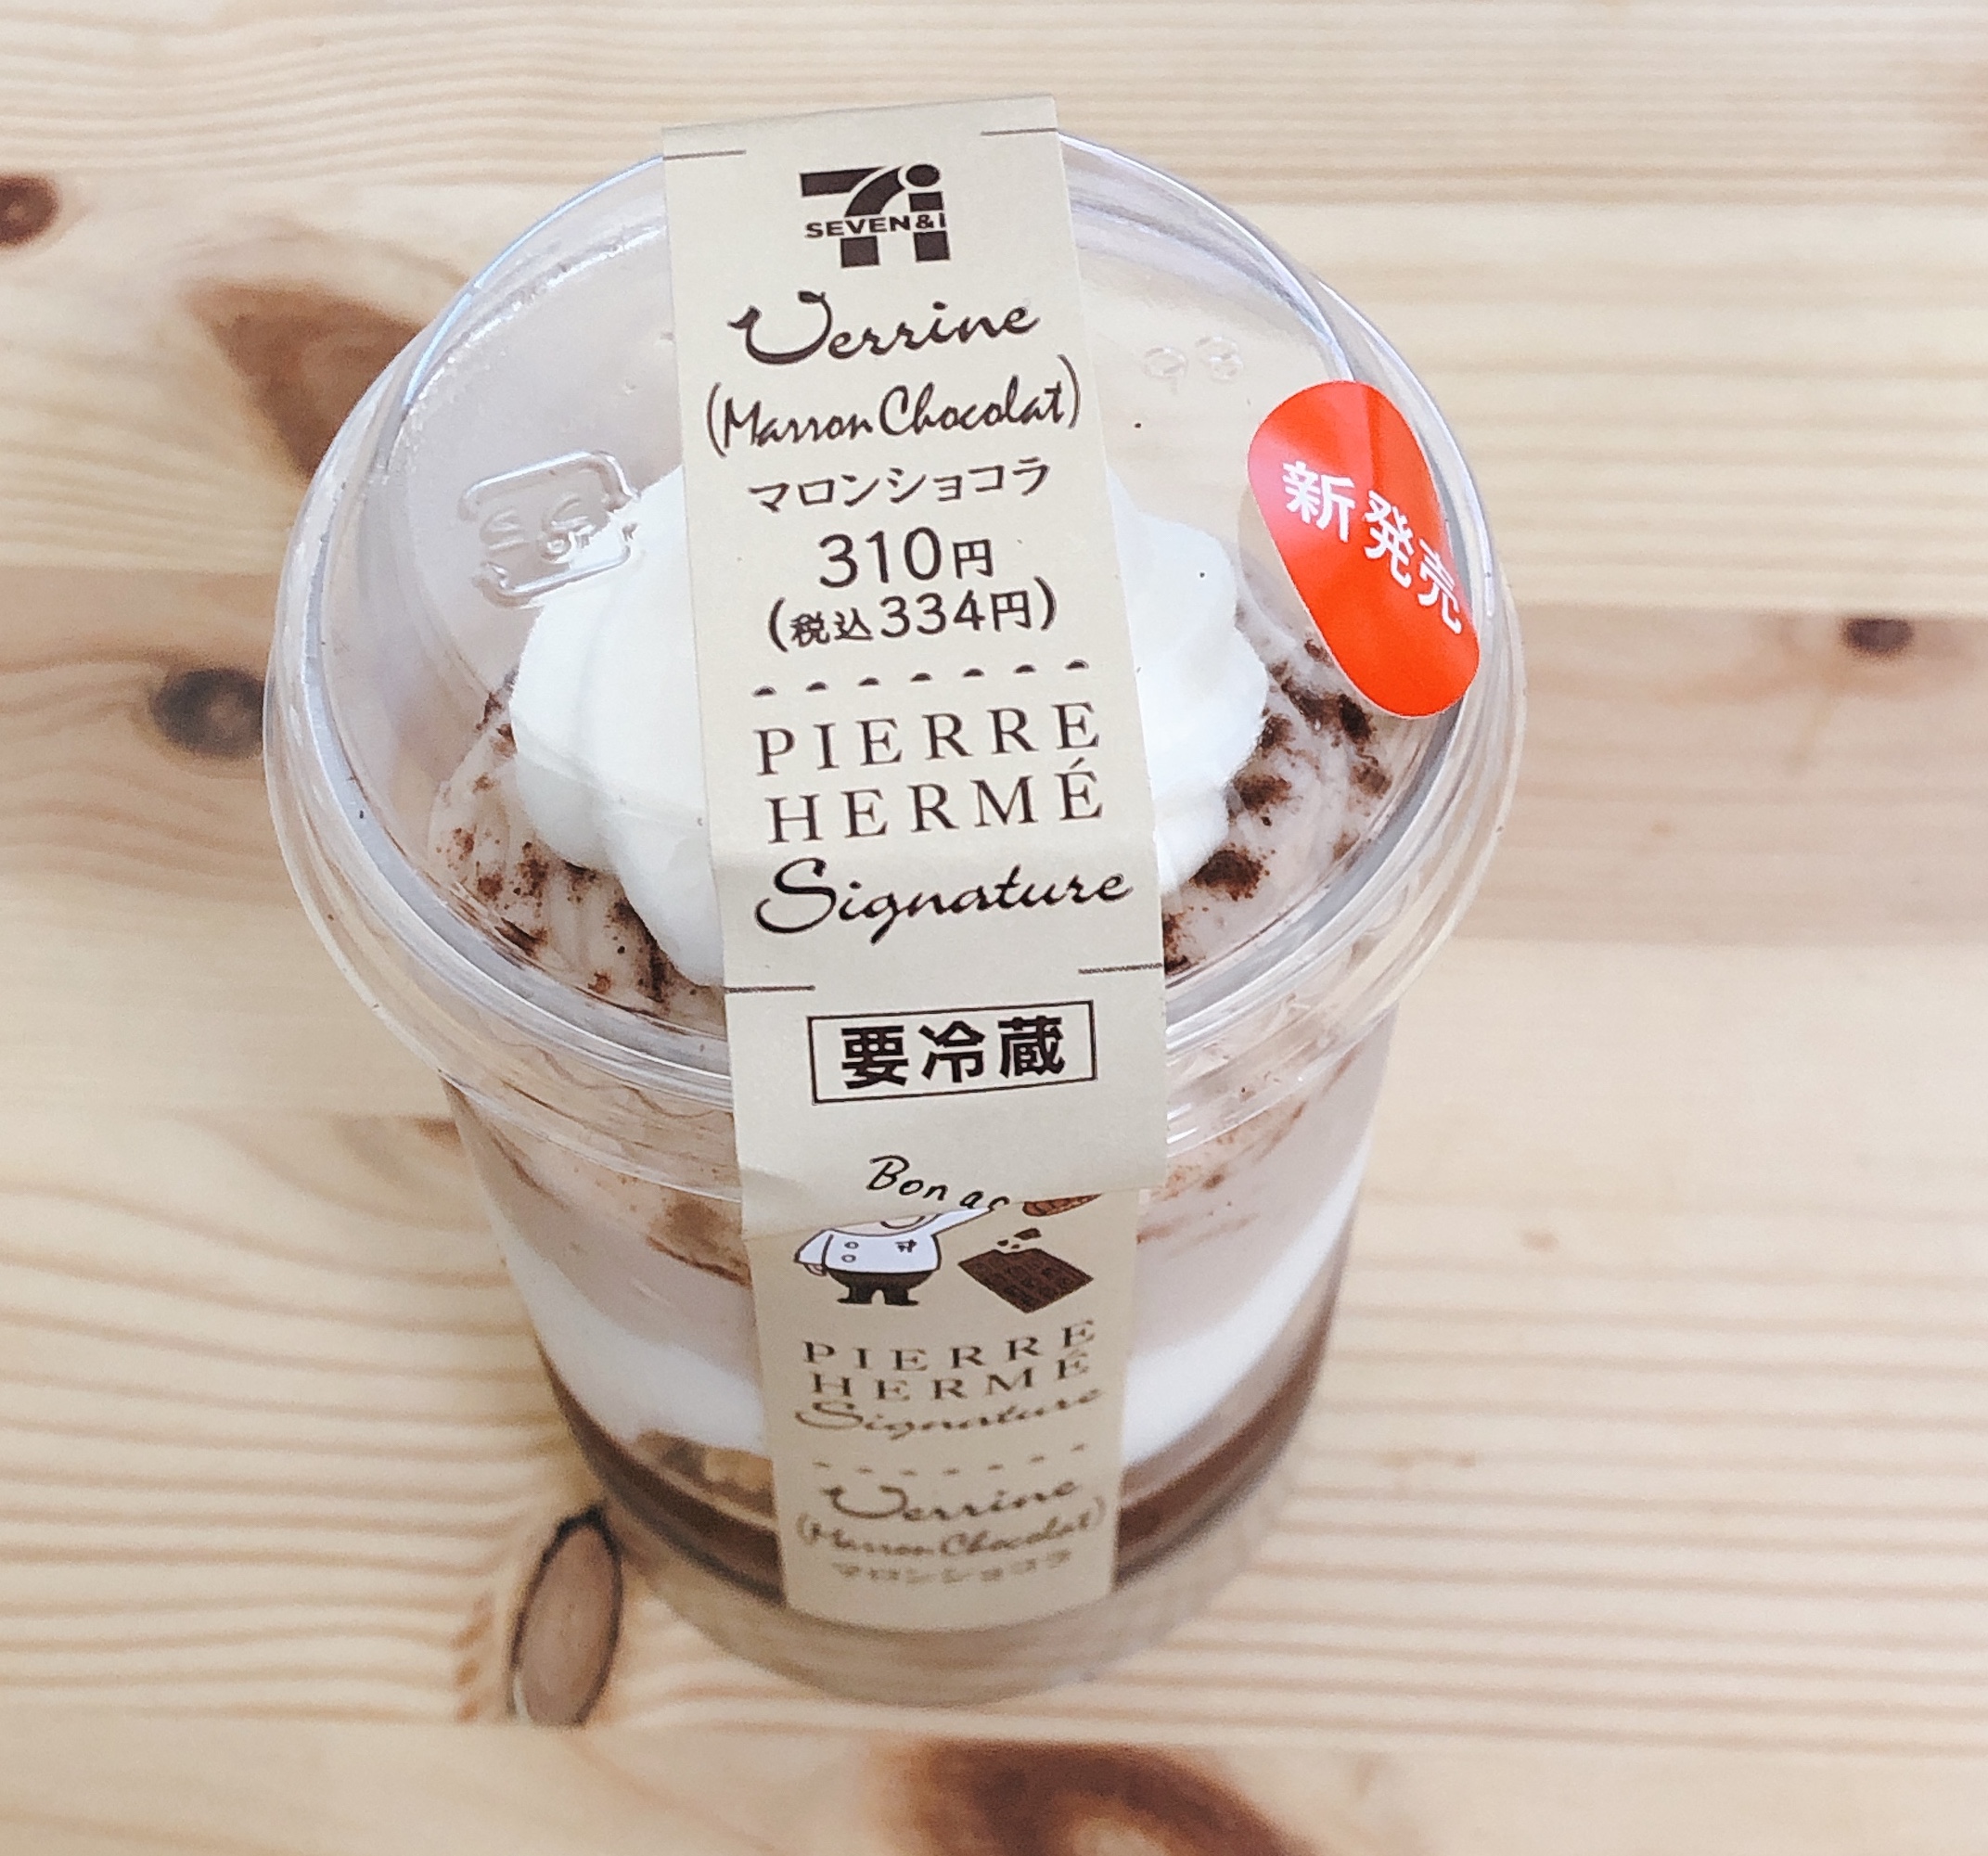 SEVEN&i
Verrine
(Marron Chocolat)
マロンショコラ
310円
(税込334円)
PIERRE
HERMÉ
Signature
新発売
要冷蔵
Bon
PIERRE
HERMÉ
Signature
Verrine
(Marron Chocolat)
マロンショコラ